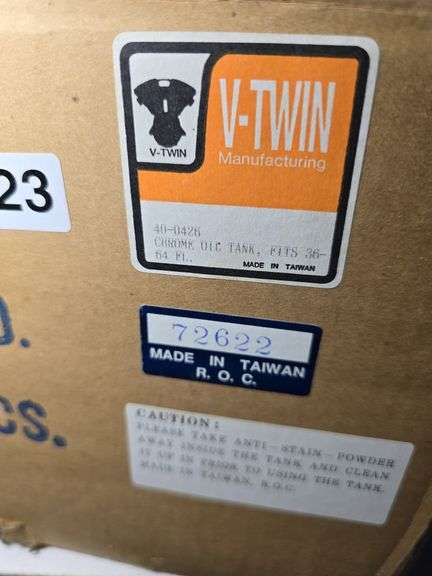 V-TWIN
V-TWIN
Manufacturing
23
40-0426
CHROME OIL TANK, FITS 36-
64 FL.
MADE IN TAIWAN
72622
MADE IN TAIWAN
R. O. C.
CS.
CAUTION:
PLEASE TAKE ANTI-STAIN-POWDER
AWAY INSIDE THE TANK AND CLEAN
IT UP IN PRIOR TO USING THE TANK.
MADE IN TAIWAN, R.O.C.